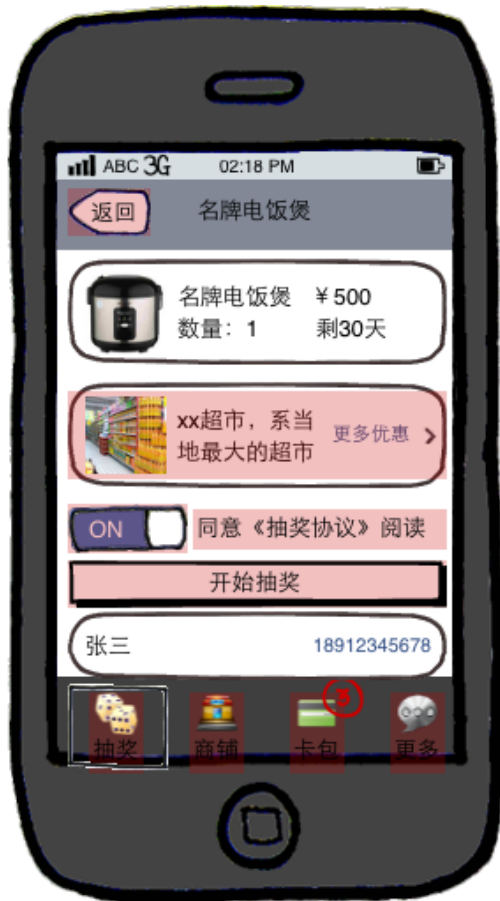 ABC 3G 02:18 PM
返回 名牌电饭煲
名牌电饭煲 ¥500
数量：1 剩30天
xx超市，系当
地最大的超市
更多优惠
ON 同意《抽奖协议》阅读
开始抽奖
张三 18912345678
3
抽奖 商铺 卡包 更多